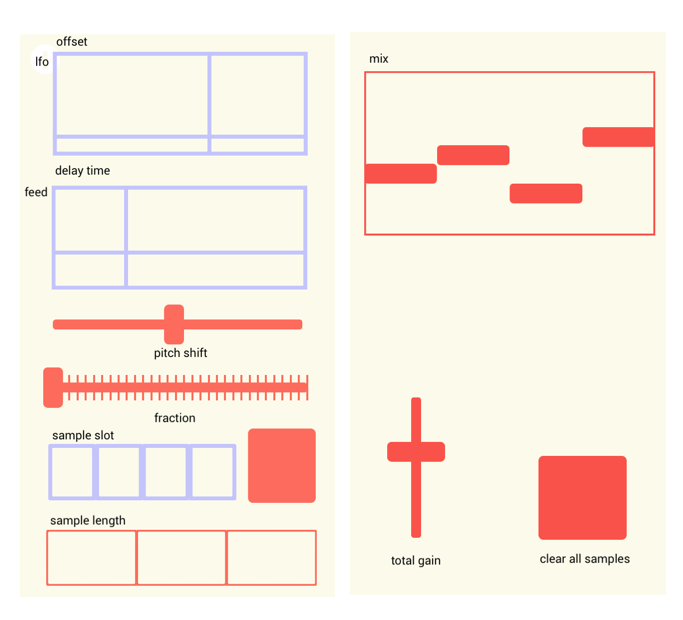 offset
lfo
delay time
feed
pitch shift
fraction
sample slot
sample length
mix
total gain
clear all samples